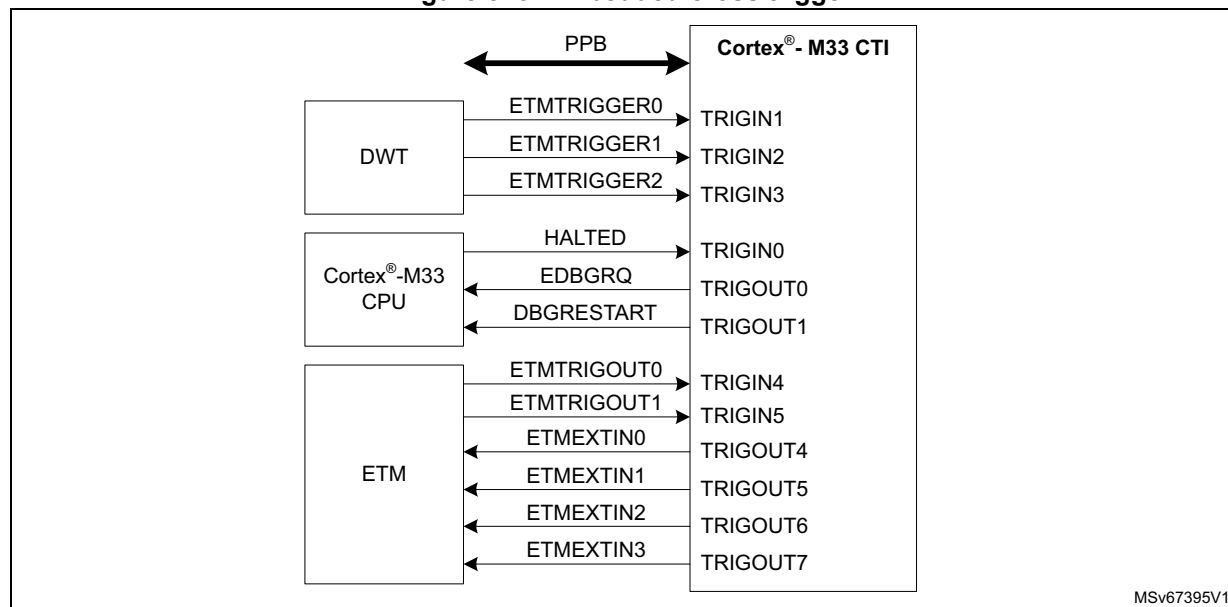 PPB
Cortex®- M33 CTI
ETMTRIGGER0
TRIGIN1
DWT
ETMTRIGGER1
TRIGIN2
ETMTRIGGER2
TRIGIN3
HALTED
TRIGIN0
Cortex®-M33
CPU
EDBGRQ
TRIGOUT0
DBGRESTART
TRIGOUT1
ETMTRIGOUT0
TRIGIN4
ETMTRIGOUT1
TRIGIN5
ETMEXTIN0
TRIGOUT4
ETM
ETMEXTIN1
TRIGOUT5
ETMEXTIN2
TRIGOUT6
ETMEXTIN3
TRIGOUT7
MSv67395V1